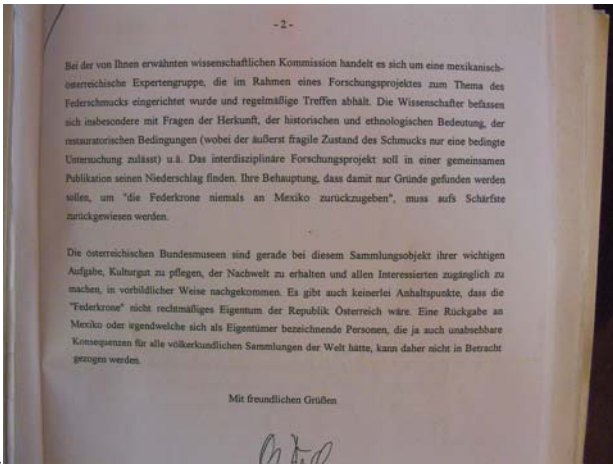 -2-
Bei der von Ihnen erwähnten wissenschaftlichen Kommission handelt es sich um eine mexikanisch-
österreichische Expertengruppe, die im Rahmen eines Forschungsprojektes zum Thema des
Federschmucks eingerichtet wurde und regelmäßige Treffen abhält. Die Wissenschafter befassen
sich insbesondere mit Fragen der Herkunft, der historischen und ethnologischen Bedeutung, der
restauratorischen Bedingungen (wobei der äußerst fragile Zustand des Schmucks nur eine bedingte
Untersuchung zulässt) u.ä. Das interdisziplinäre Forschungsprojekt soll in einer gemeinsamen
Publikation seinen Niederschlag finden. Ihre Behauptung, dass damit nur Gründe gefunden werden
sollen, um "die Federkrone niemals an Mexiko zurückzugeben", muss aufs Schärfste
zurückgewiesen werden.
Die österreichischen Bundesmuseen sind gerade bei diesem Sammlungsobjekt ihrer wichtigen
Aufgabe, Kulturgut zu pflegen, der Nachwelt zu erhalten und allen Interessierten zugänglich zu
machen, in vorbildlicher Weise nachgekommen. Es gibt auch keinerlei Anhaltspunkte, dass die
"Federkrone" nicht rechtmäßiges Eigentum der Republik Österreich wäre. Eine Rückgabe an
Mexiko oder irgendwelche sich als Eigentümer bezeichnende Personen, die ja auch unabsehbare
Konsequenzen für alle völkerkundlichen Sammlungen der Welt hätte, kann daher nicht in Betracht
gezogen werden.
Mit freundlichen Grüßen